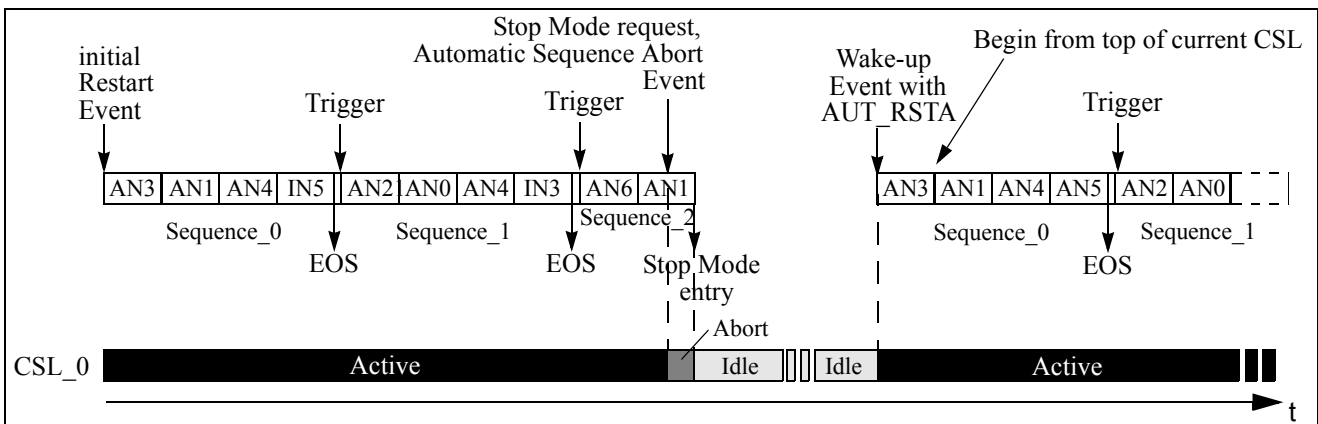 Stop Mode request,
Automatic Sequence Abort
Event
initial
Restart
Event
Trigger
Trigger
Wake-up
Event with
AUT_RSTA
Begin from top of current CSL
Trigger
AN3 AN1 AN4 IN5 AN21AN0 AN4 IN3 AN6 AN1
AN3 AN1 AN4 AN5 AN2 AN0
Sequence_0
Sequence_1
Sequence_2
Sequence_0
Sequence_1
EOS
EOS
Stop Mode
entry
EOS
Abort
CSL_0
Active
Idle
Idle
Active
t